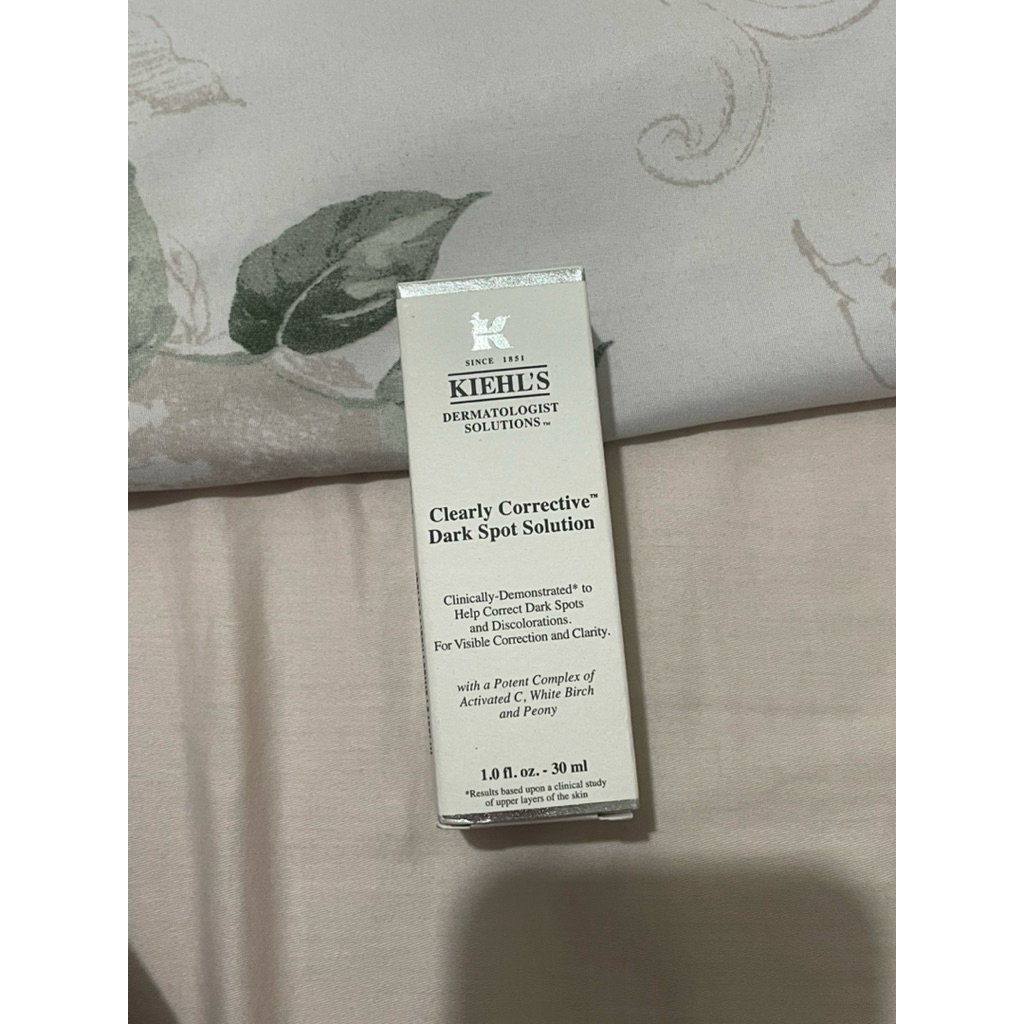 K
SINCE 1851
KIEHL'S
DERMATOLOGIST
SOLUTIONS™
Clearly Corrective™
Dark Spot Solution
Clinically-Demonstrated* to
Help Correct Dark Spots
and Discolorations.
For Visible Correction and Clarity.
with a Potent Complex of
Activated C, White Birch
and Peony
1.0 fl. oz. - 30 ml
*Results based upon a clinical study
of upper layers of the skin